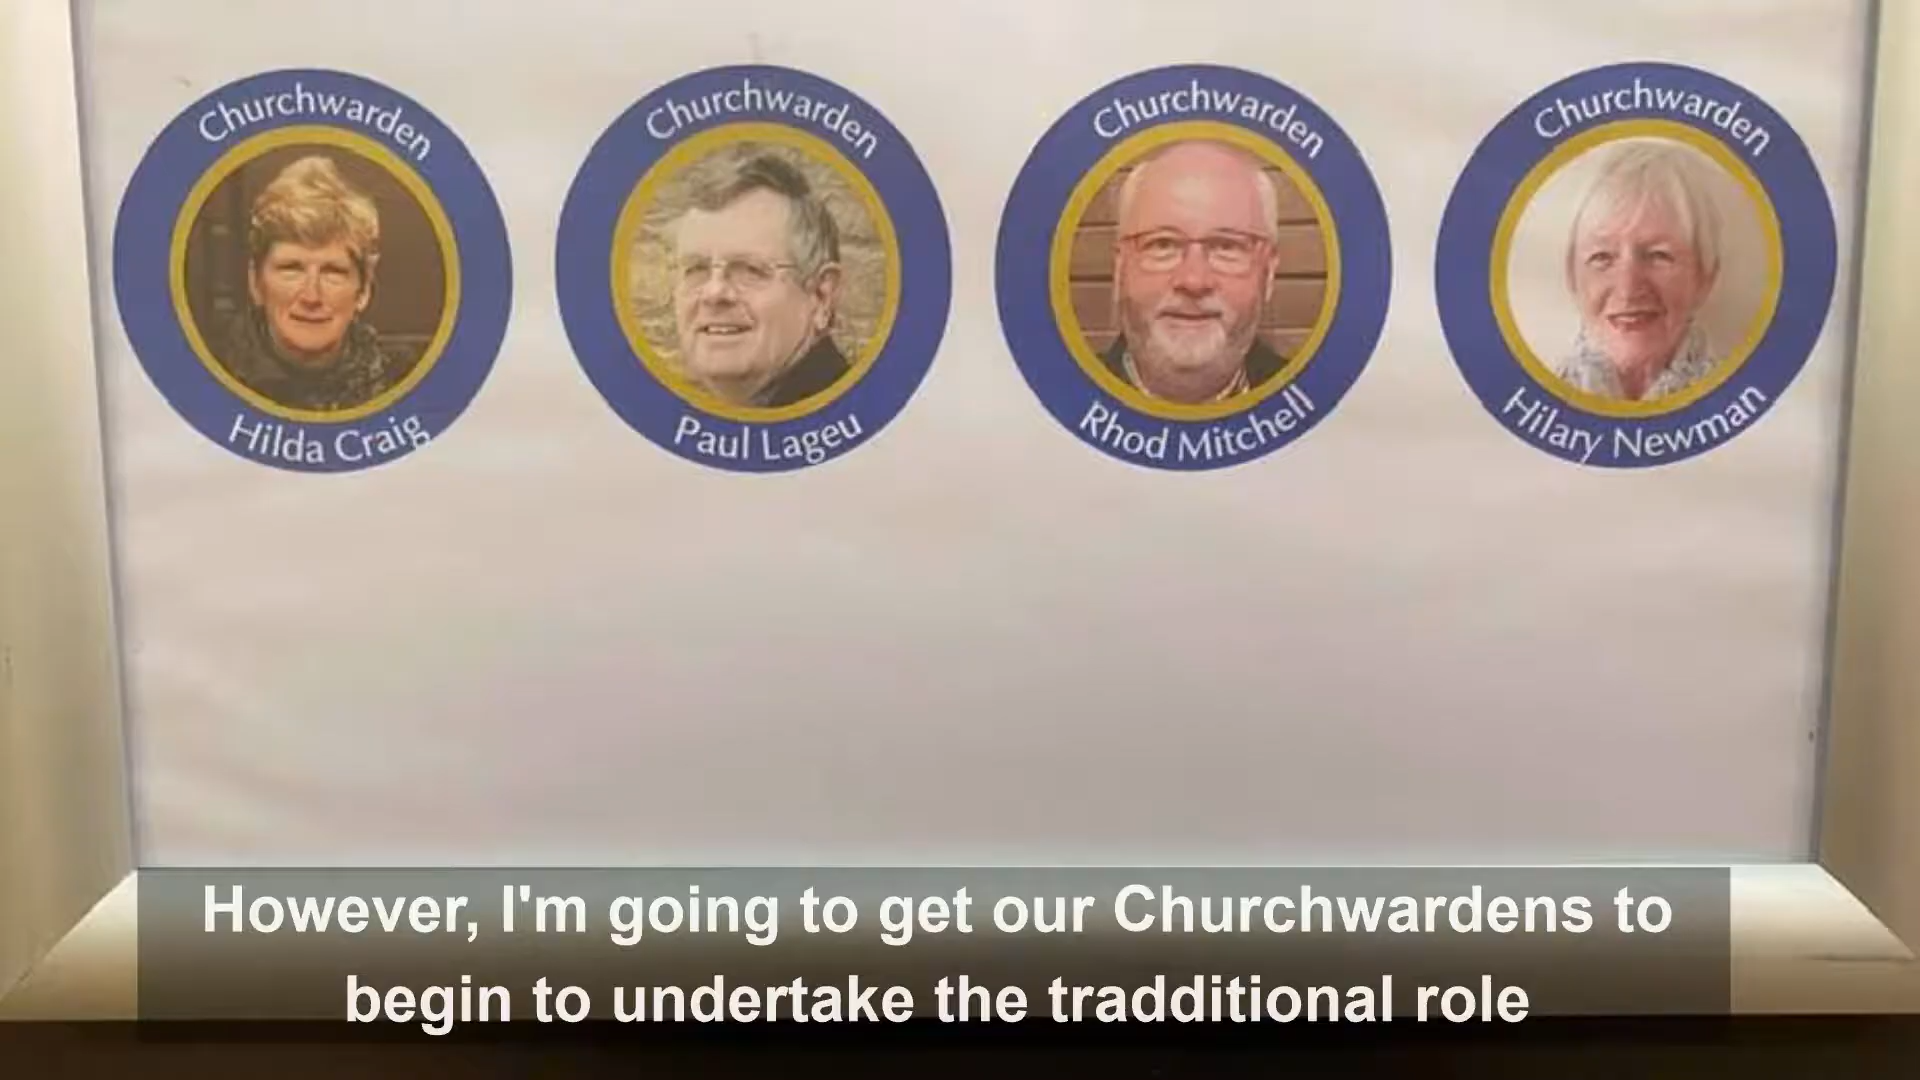 Churchwarden
Hilda Craig
Churchwarden
Paul Lageu
Churchwarden
Rhod Mitchell
Churchwarden
Hilary Newman
However, I'm going to get our Churchwardens to
begin to undertake the tradditional role